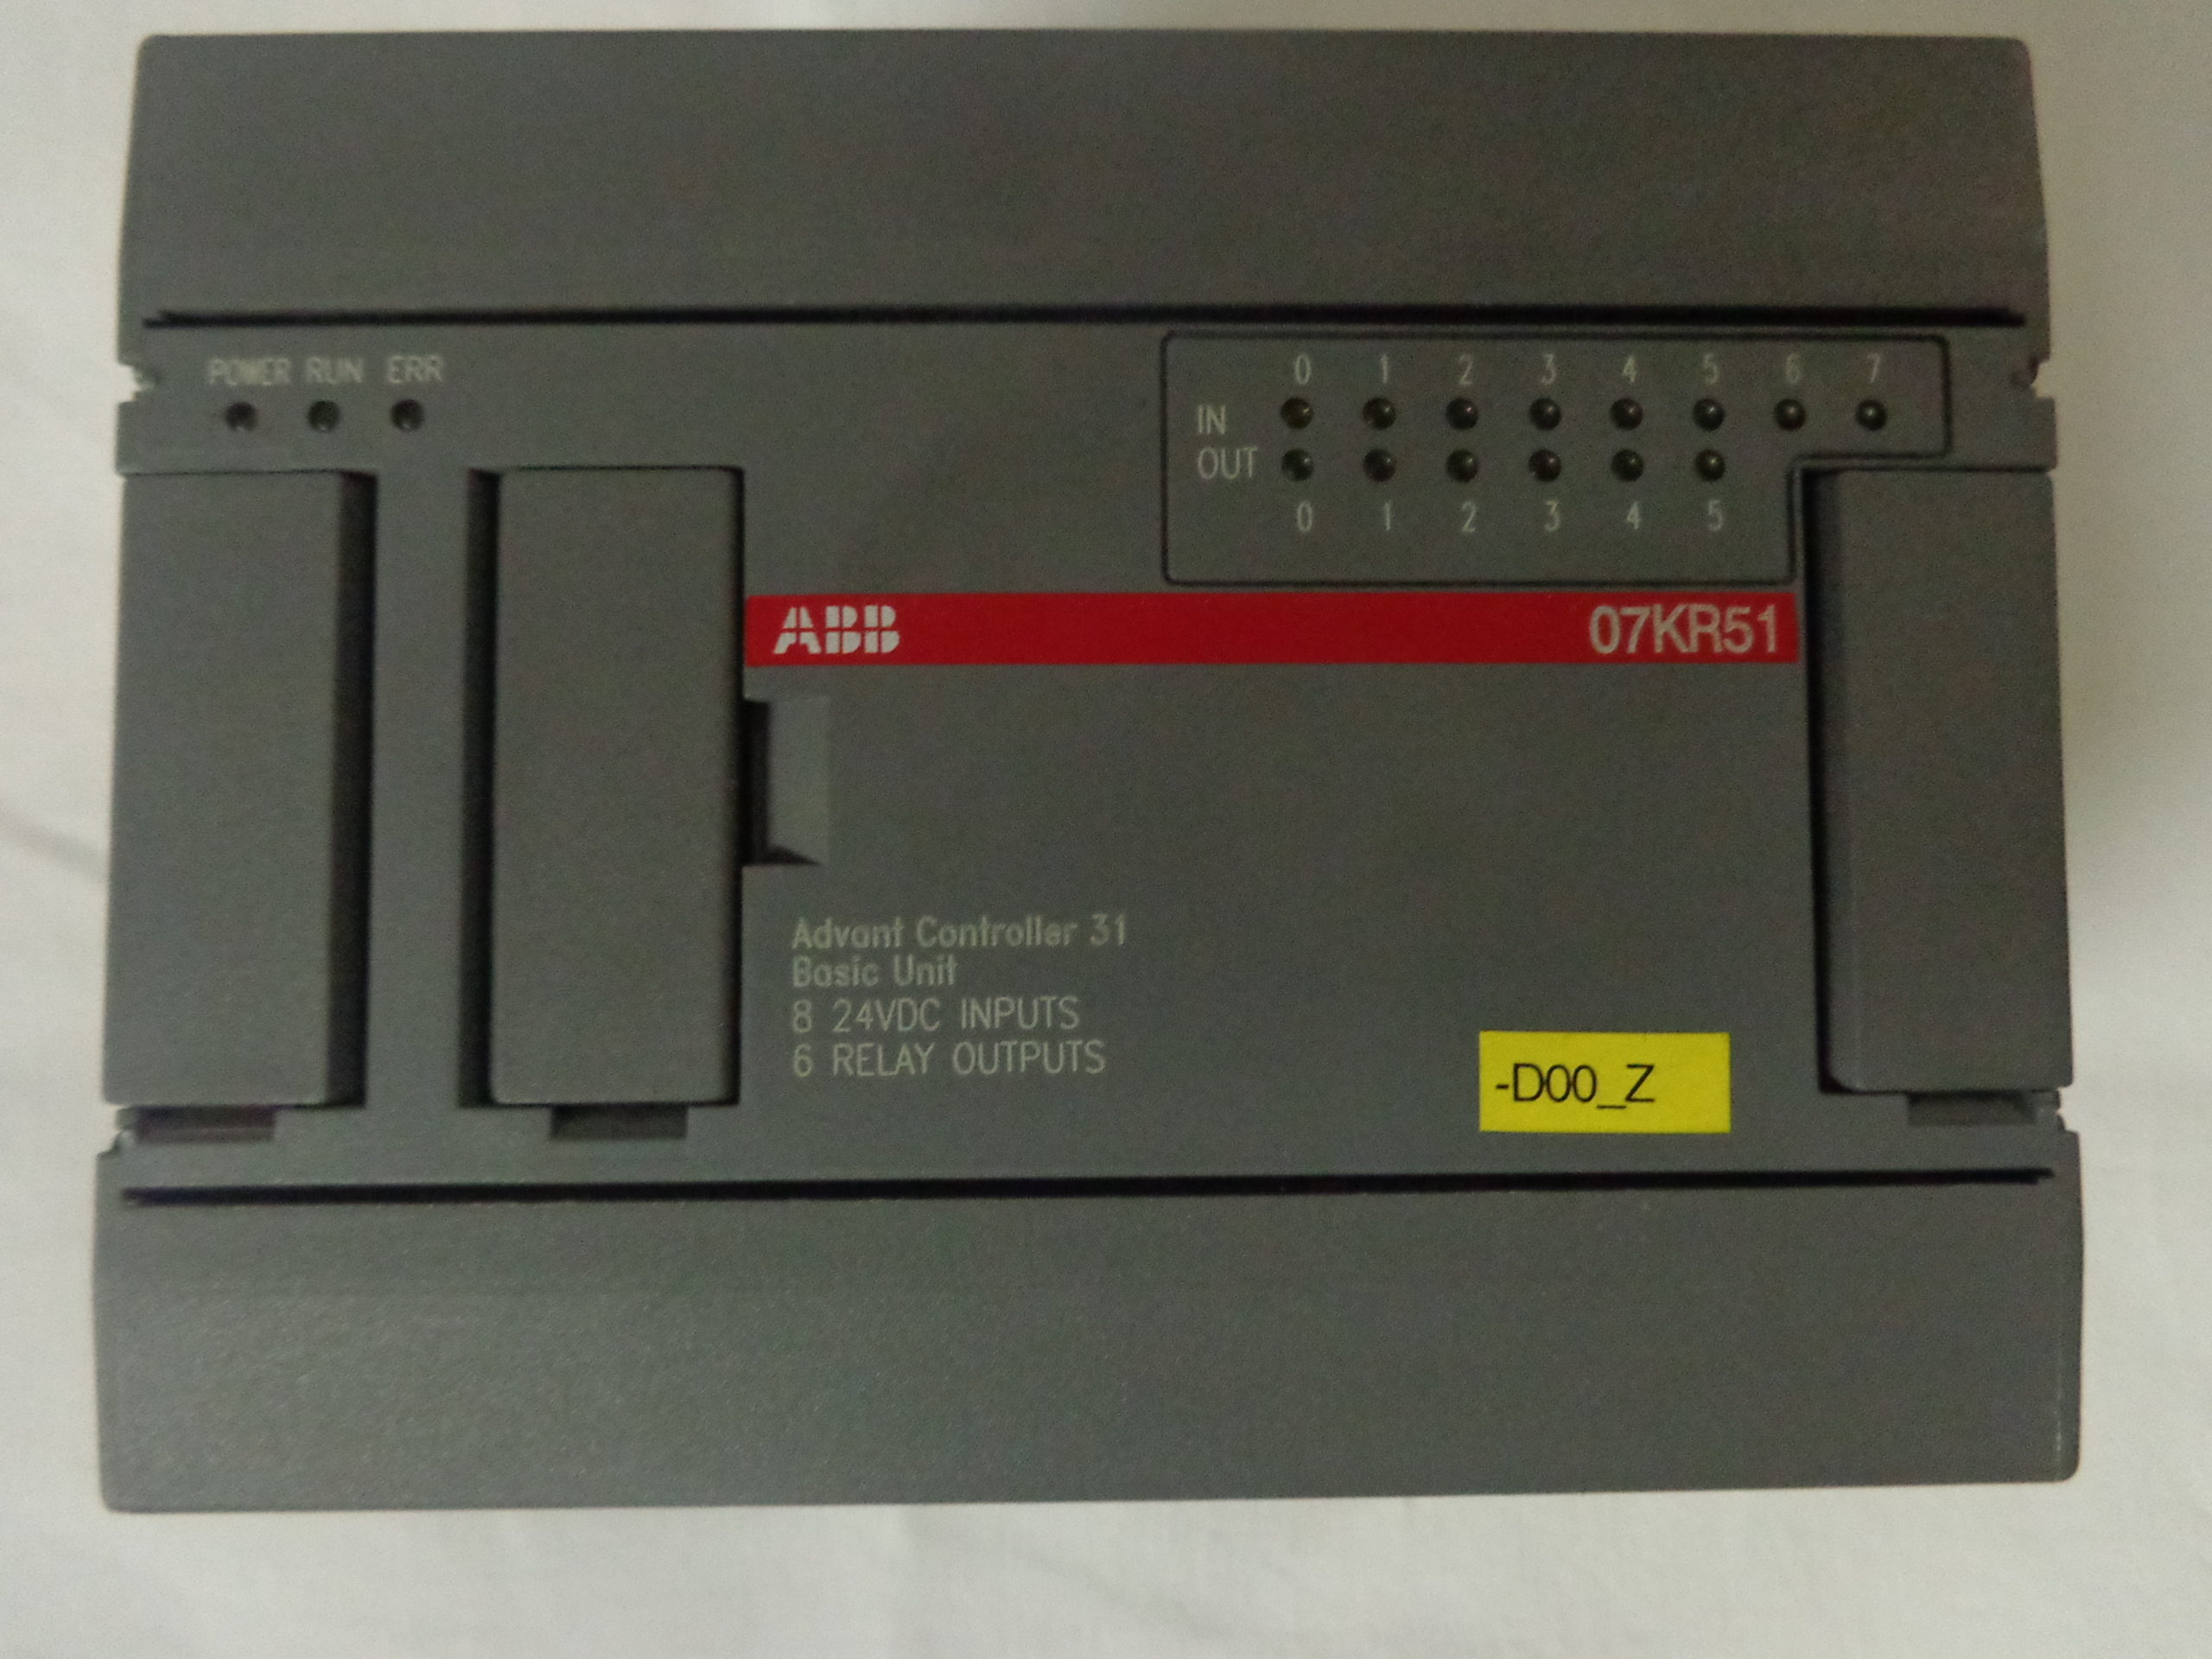 POWER RUN ERR
0 1 2 3 4 5 6 7
IN
OUT
0 1 2 3 4 5
ABB 07KR51
Advant Controller 31
Basic Unit
8 24VDC INPUTS
6 RELAY OUTPUTS
-D00_Z